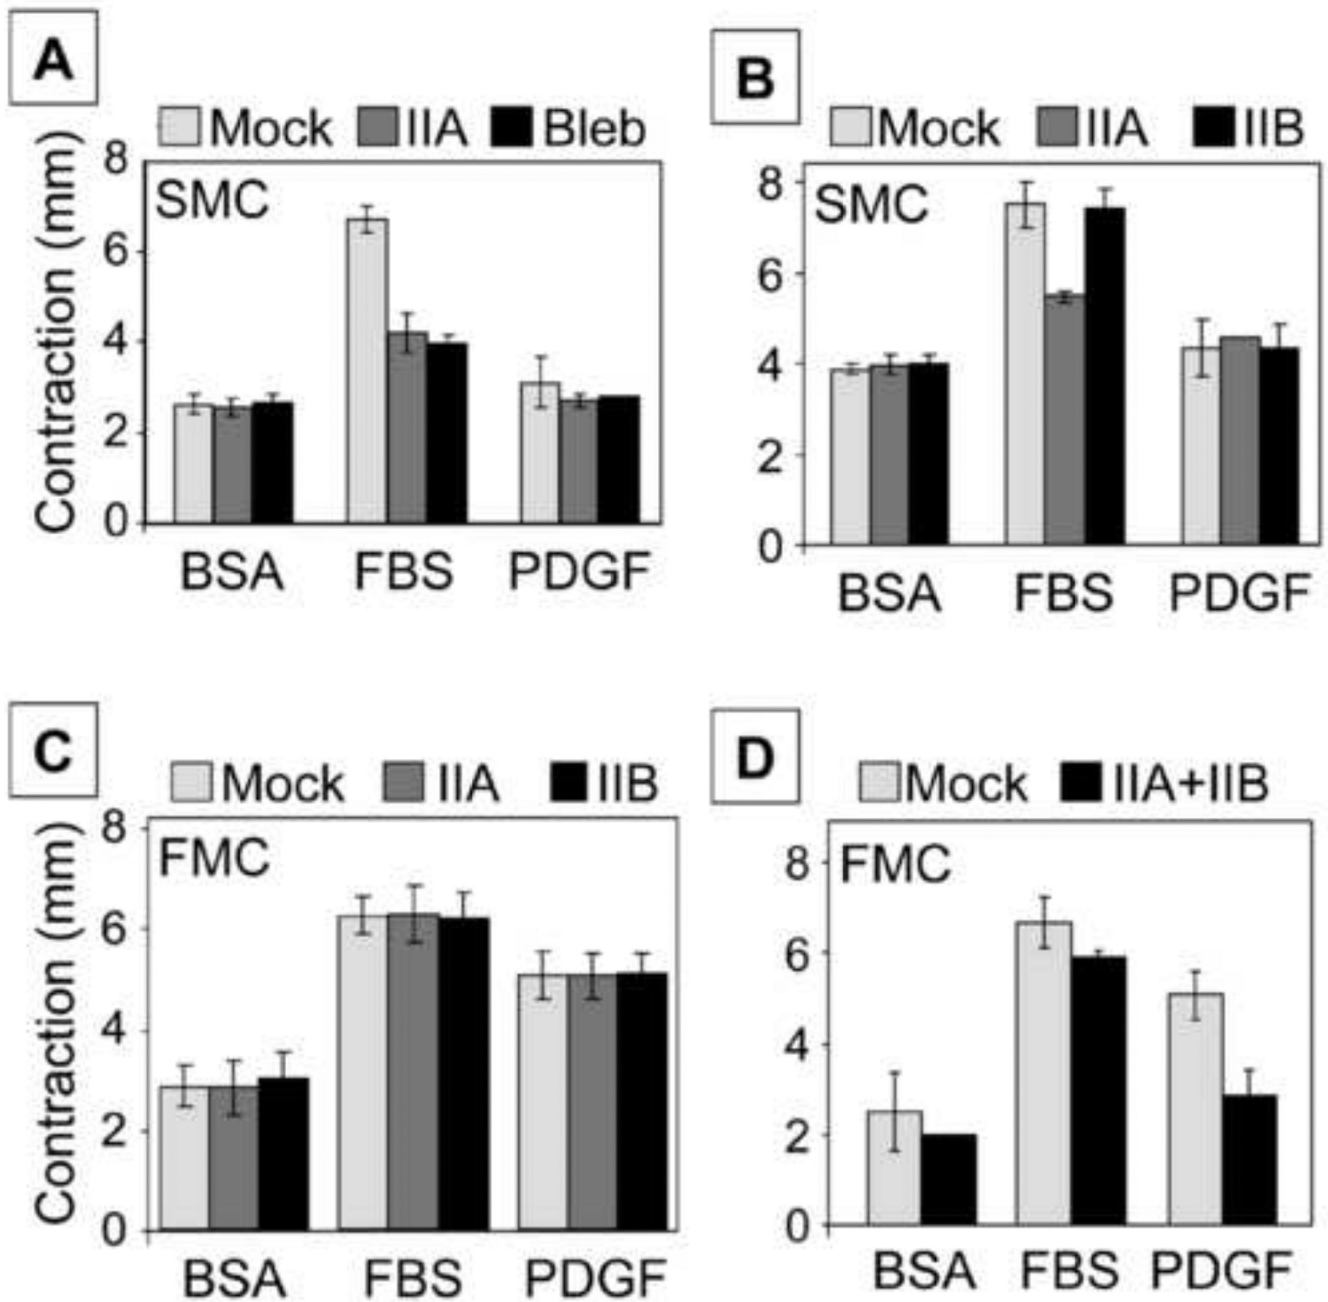 A
Mock IIA Bleb
SMC
Contraction (mm)
8
6
4
2
0
BSA FBS PDGF
B
Mock IIA IIB
SMC
8
6
4
2
0
BSA FBS PDGF
C
Mock IIA IIB
FMC
Contraction (mm)
8
6
4
2
0
BSA FBS PDGF
D
Mock IIA+IIB
FMC
8
6
4
2
0
BSA FBS PDGF